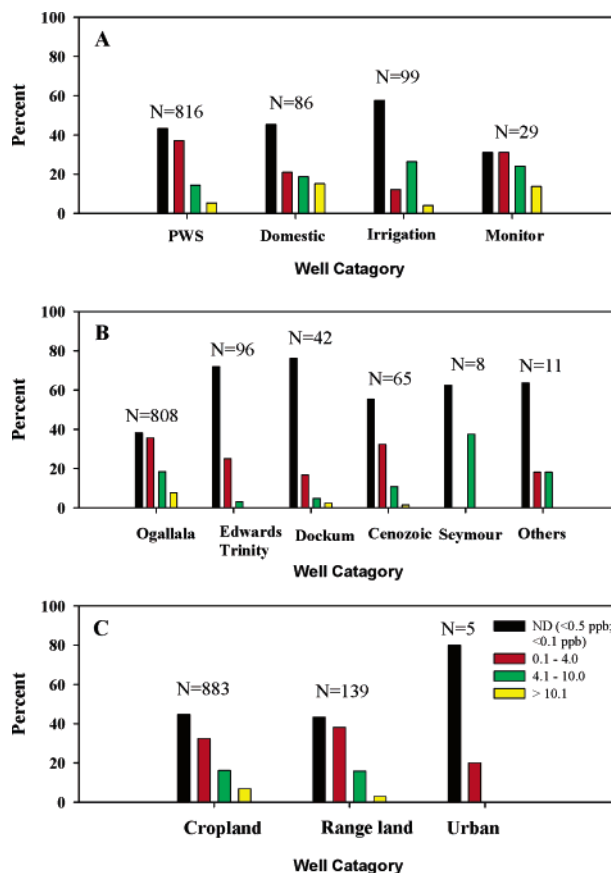 100
A
80
N=99
N=816
N=86
60
N=29
Percent
40
20
0
PWS Domestic Irrigation Monitor
Well Catagory
100
B
N=42
80
N=96
N=65
N=8
N=11
60
N=808
Percent
40
20
0
Ogallala Edwards Trinity Dockum Cenozoic Seymour Others
Well Catagory
100
C
ND (<0.5 ppb;
<0.1 ppb)
80
N=5
0.1 - 4.0
4.1 - 10.0
> 10.1
60
N=883
N=139
Percent
40
20
0
Cropland Range land Urban
Well Catagory